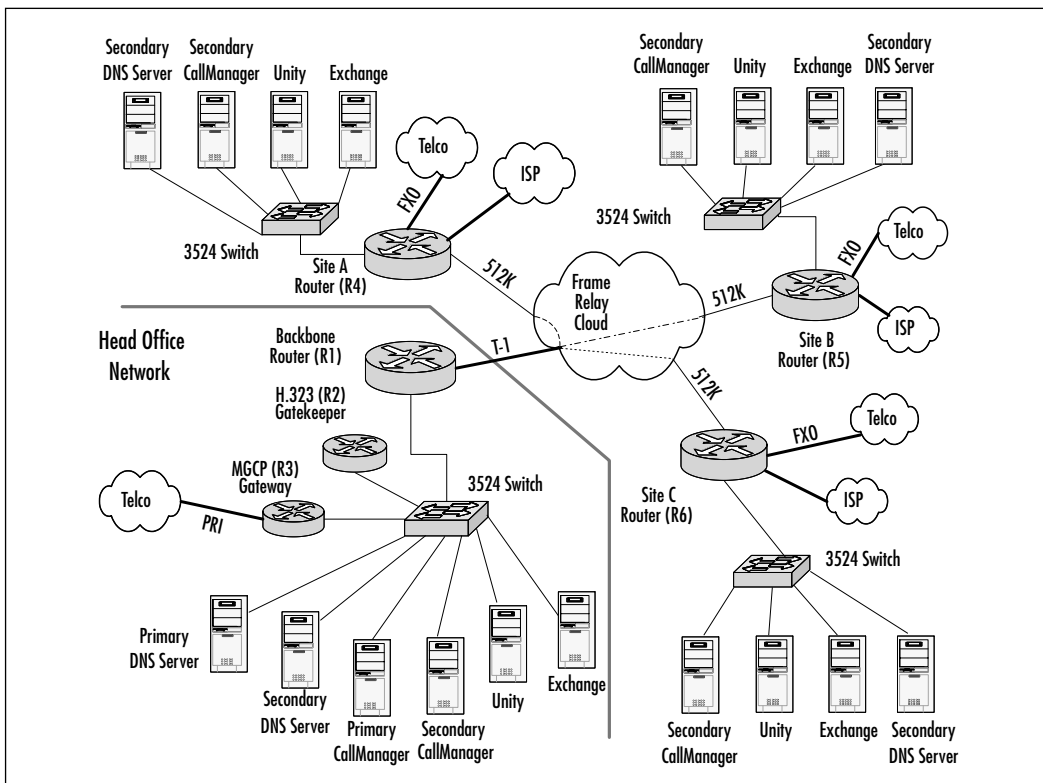 Secondary
DNS Server
Secondary
CallManager
Unity
Exchange
Telco
ISP
FXO
3524 Switch
Site A
Router (R4)
512K
Secondary
CallManager
Unity
Exchange
Secondary
DNS Server
3524 Switch
FXO
Telco
ISP
512K
Site B
Router (R5)
Frame
Relay
Cloud
Head Office
Network
Backbone
Router (R1)
T-1
H.323 (R2)
Gatekeeper
MGCP (R3)
Gateway
Telco
PRI
3524 Switch
512K
FXO
Telco
ISP
Site C
Router (R6)
3524 Switch
Primary
DNS Server
Secondary
DNS Server
Primary
CallManager
Secondary
CallManager
Unity
Exchange
Secondary
CallManager
Unity
Exchange
Secondary
DNS Server